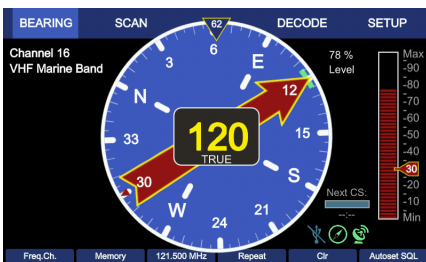 BEARING
SCAN
62
DECODE
SETUP
Channel 16
VHF Marine Band
78 %
Level
3
6
E
12
15
S
21
24
W
30
33
N
120
TRUE
Max
-90
-80
-70
-60
-50
-40
30
-20
-10
Min
Next CS:
--:--
Freq.Ch.
Memory
121.500 MHz
Repeat
Clr
Autoset SQL